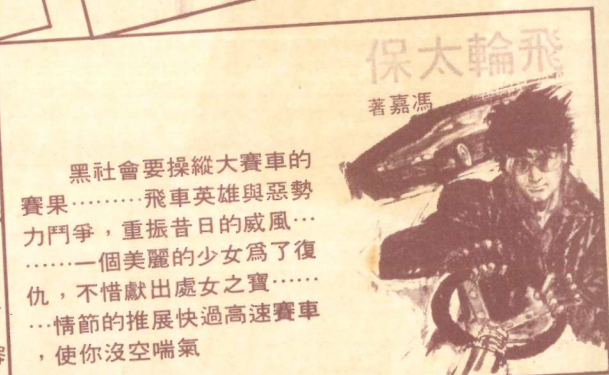 飛輪太保
馮嘉著
黑社會要操縱大賽車的
賽果………飛車英雄與惡勢
力鬥爭，重振昔日的威風…
……一個美麗的少女爲了復
仇，不惜獻出處女之寶……
…情節的推展快過高速賽車
，使你沒空喘氣